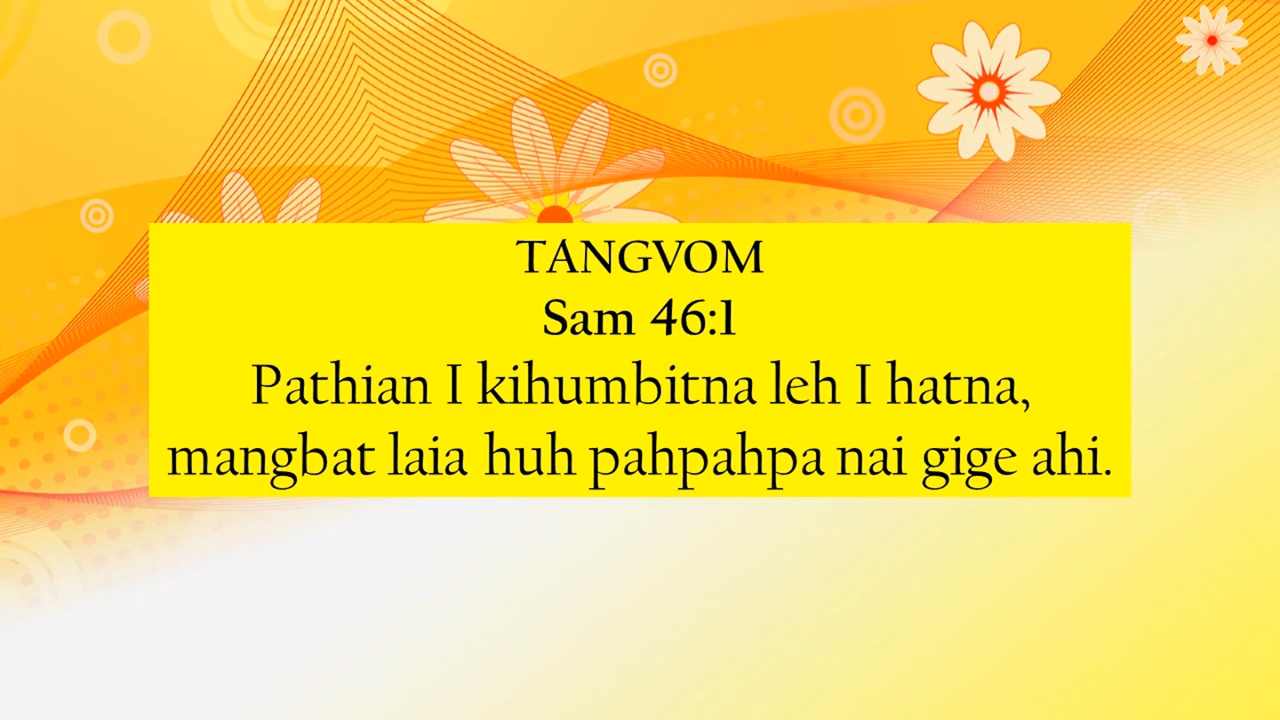 TANGVOM
Sam 46:1
Pathian I kihumbitna leh I hatna,
mangbat laia huh pahpahpa nai gige ahi.